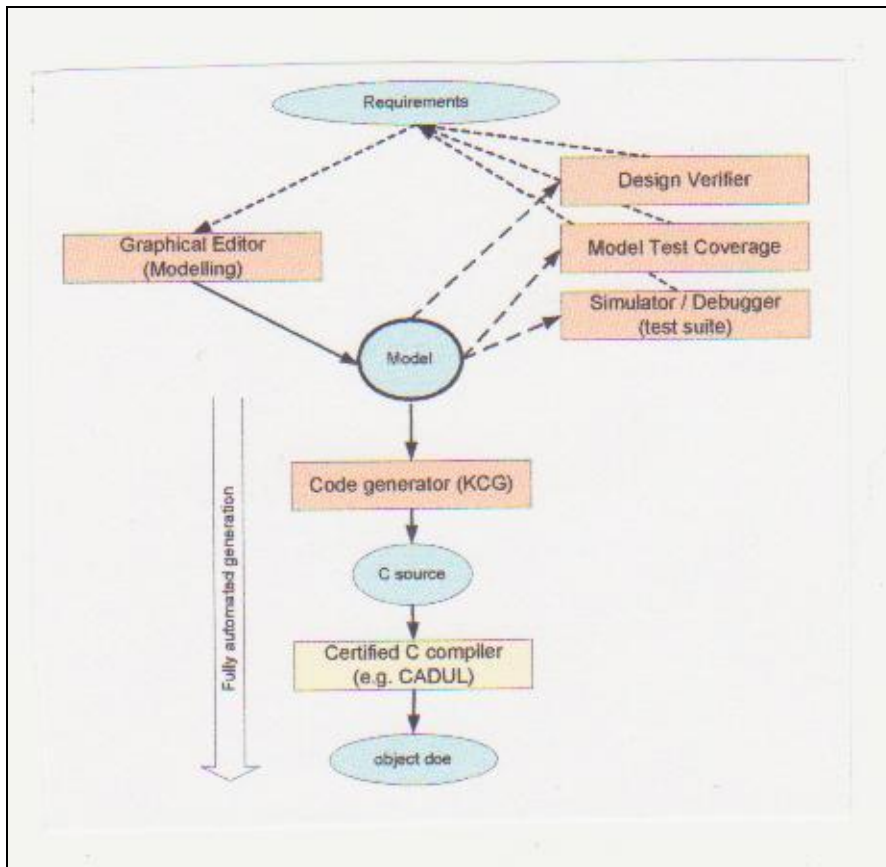 Requirements
Design Verifier
Graphical Editor
(Modelling)
Model Test Coverage
Simulator / Debugger
(test suite)
Model
Code generator (KCG)
Fully automated generation
C source
Certified C compiler
(e.g. CADUL)
object doe